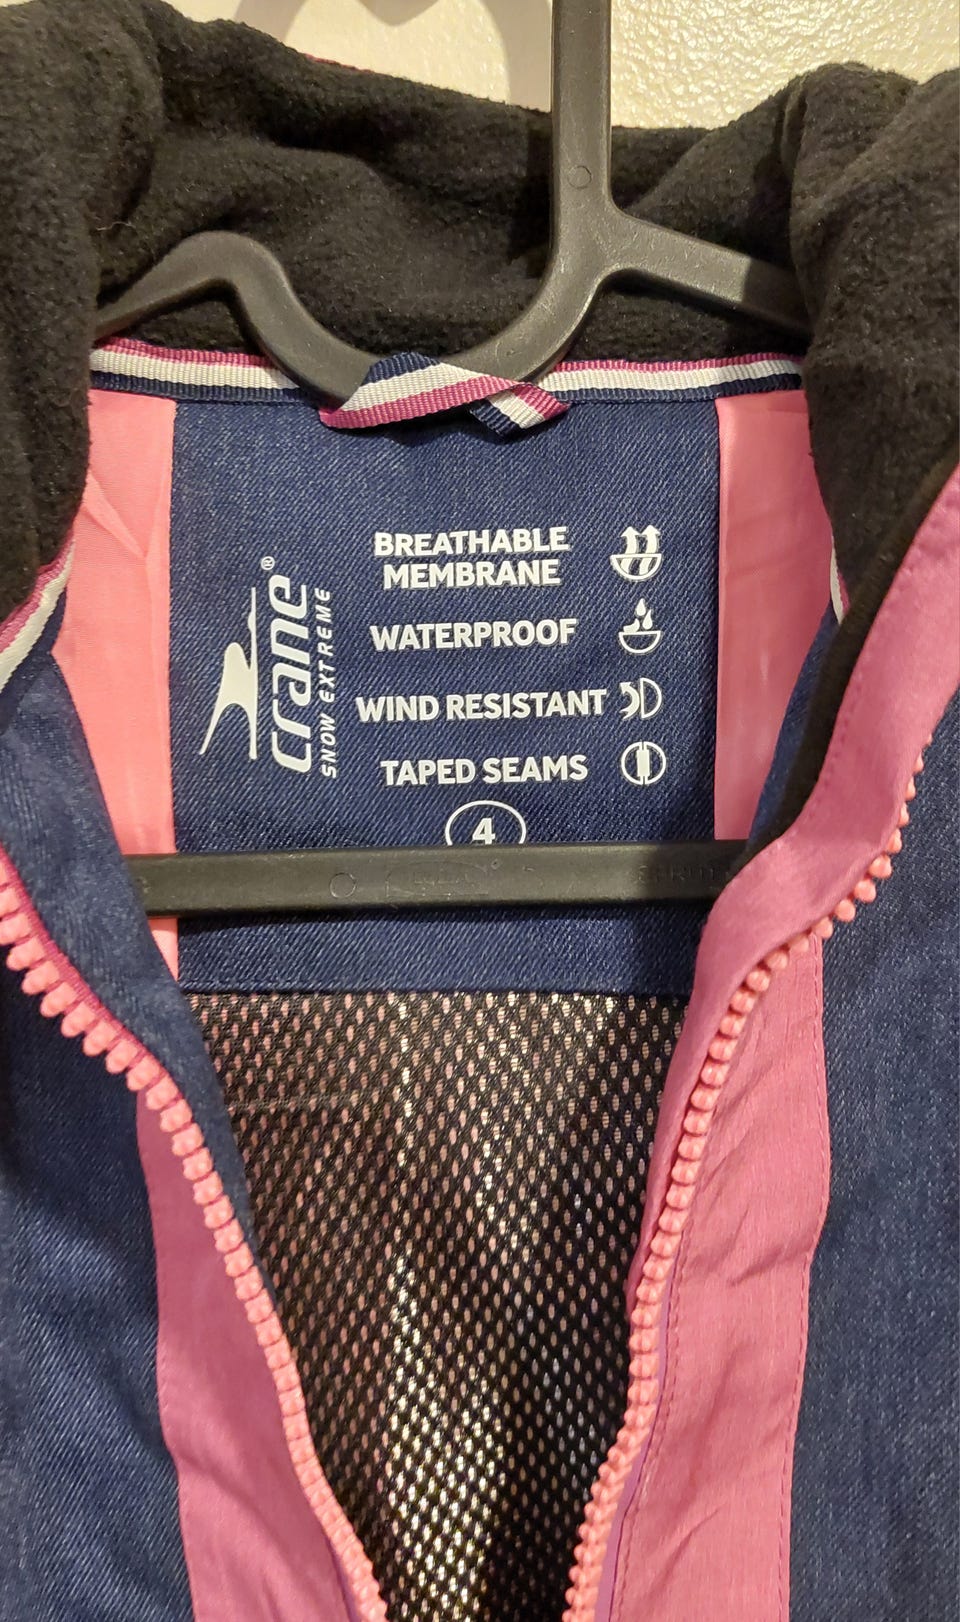 BREATHABLE
MEMBRANE
WATERPROOF
WIND RESISTANT
TAPED SEAMS
4
crane®
SNOW EXTREME